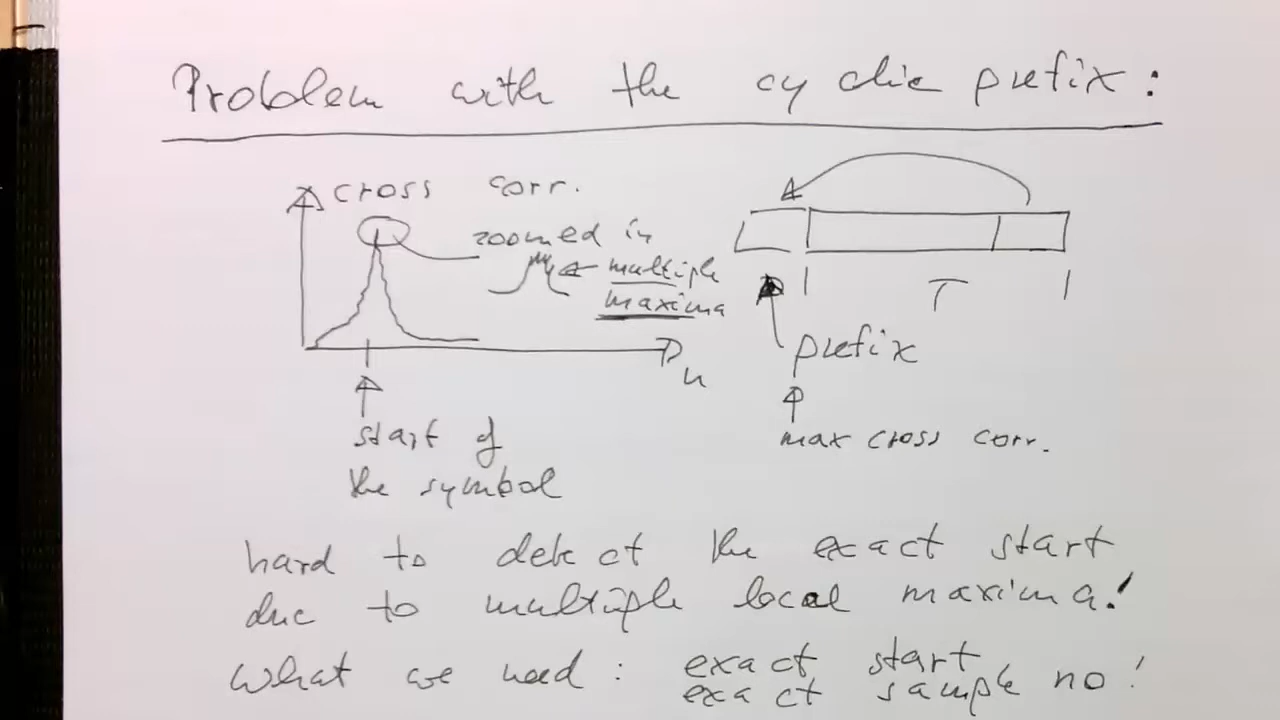 Problem with the cyclic prefix:
cross corr.
zoomed in
multiple
maxima
n
start of
the symbol
T
prefix
max cross corr.
hard to detect the exact start
due to multiple local maxima!
what we need: exact start
exact sample no!